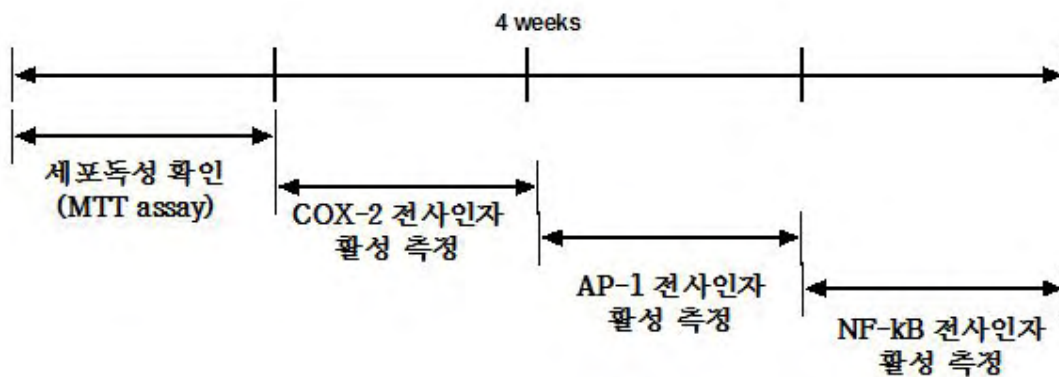 4 weeks
세포독성 확인
(MTT assay)
COX-2 전사인자
활성 측정
AP-1 전사인자
활성 측정
NF-kB 전사인자
활성 측정